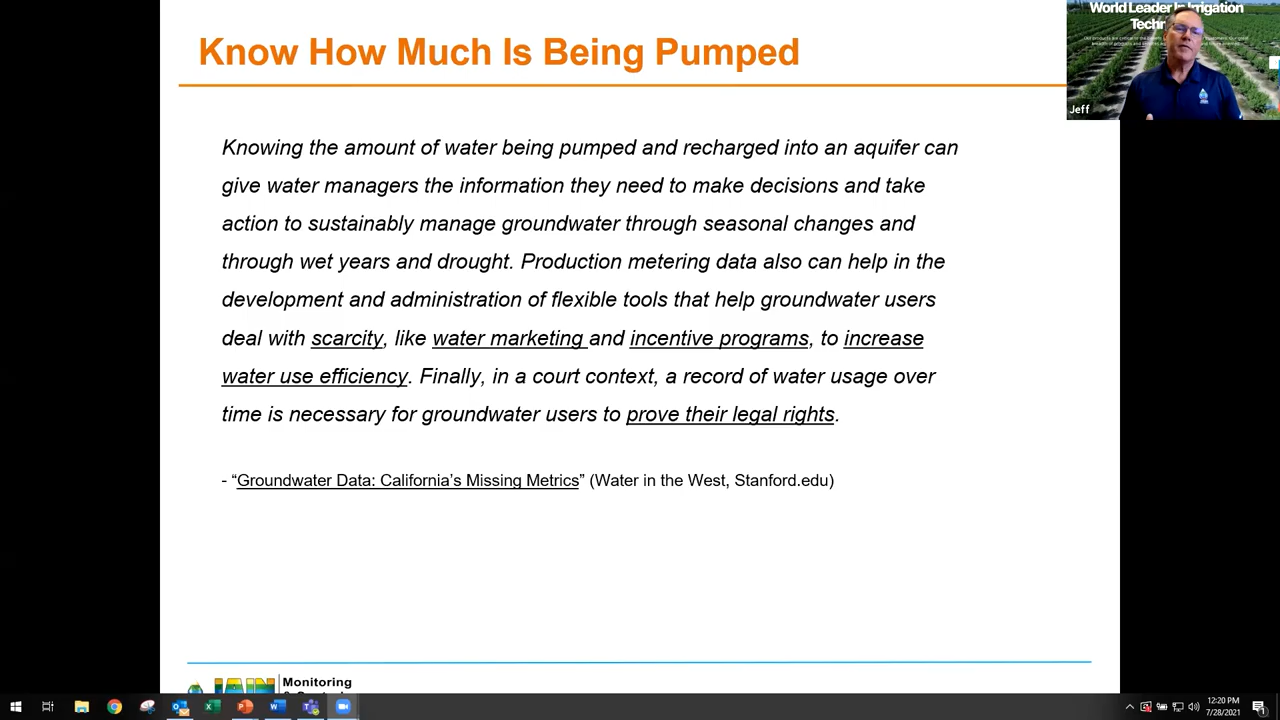 Know How Much Is Being Pumped
World Leader In Irrigation
Jeff
Knowing the amount of water being pumped and recharged into an aquifer can
give water managers the information they need to make decisions and take
action to sustainably manage groundwater through seasonal changes and
through wet years and drought. Production metering data also can help in the
development and administration of flexible tools that help groundwater users
deal with scarcity, like water marketing and incentive programs, to increase
water use efficiency. Finally, in a court context, a record of water usage over
time is necessary for groundwater users to prove their legal rights.
- “Groundwater Data: California’s Missing Metrics” (Water in the West, Stanford.edu)
JAIN
Monitoring
12:20 PM
7/28/2021